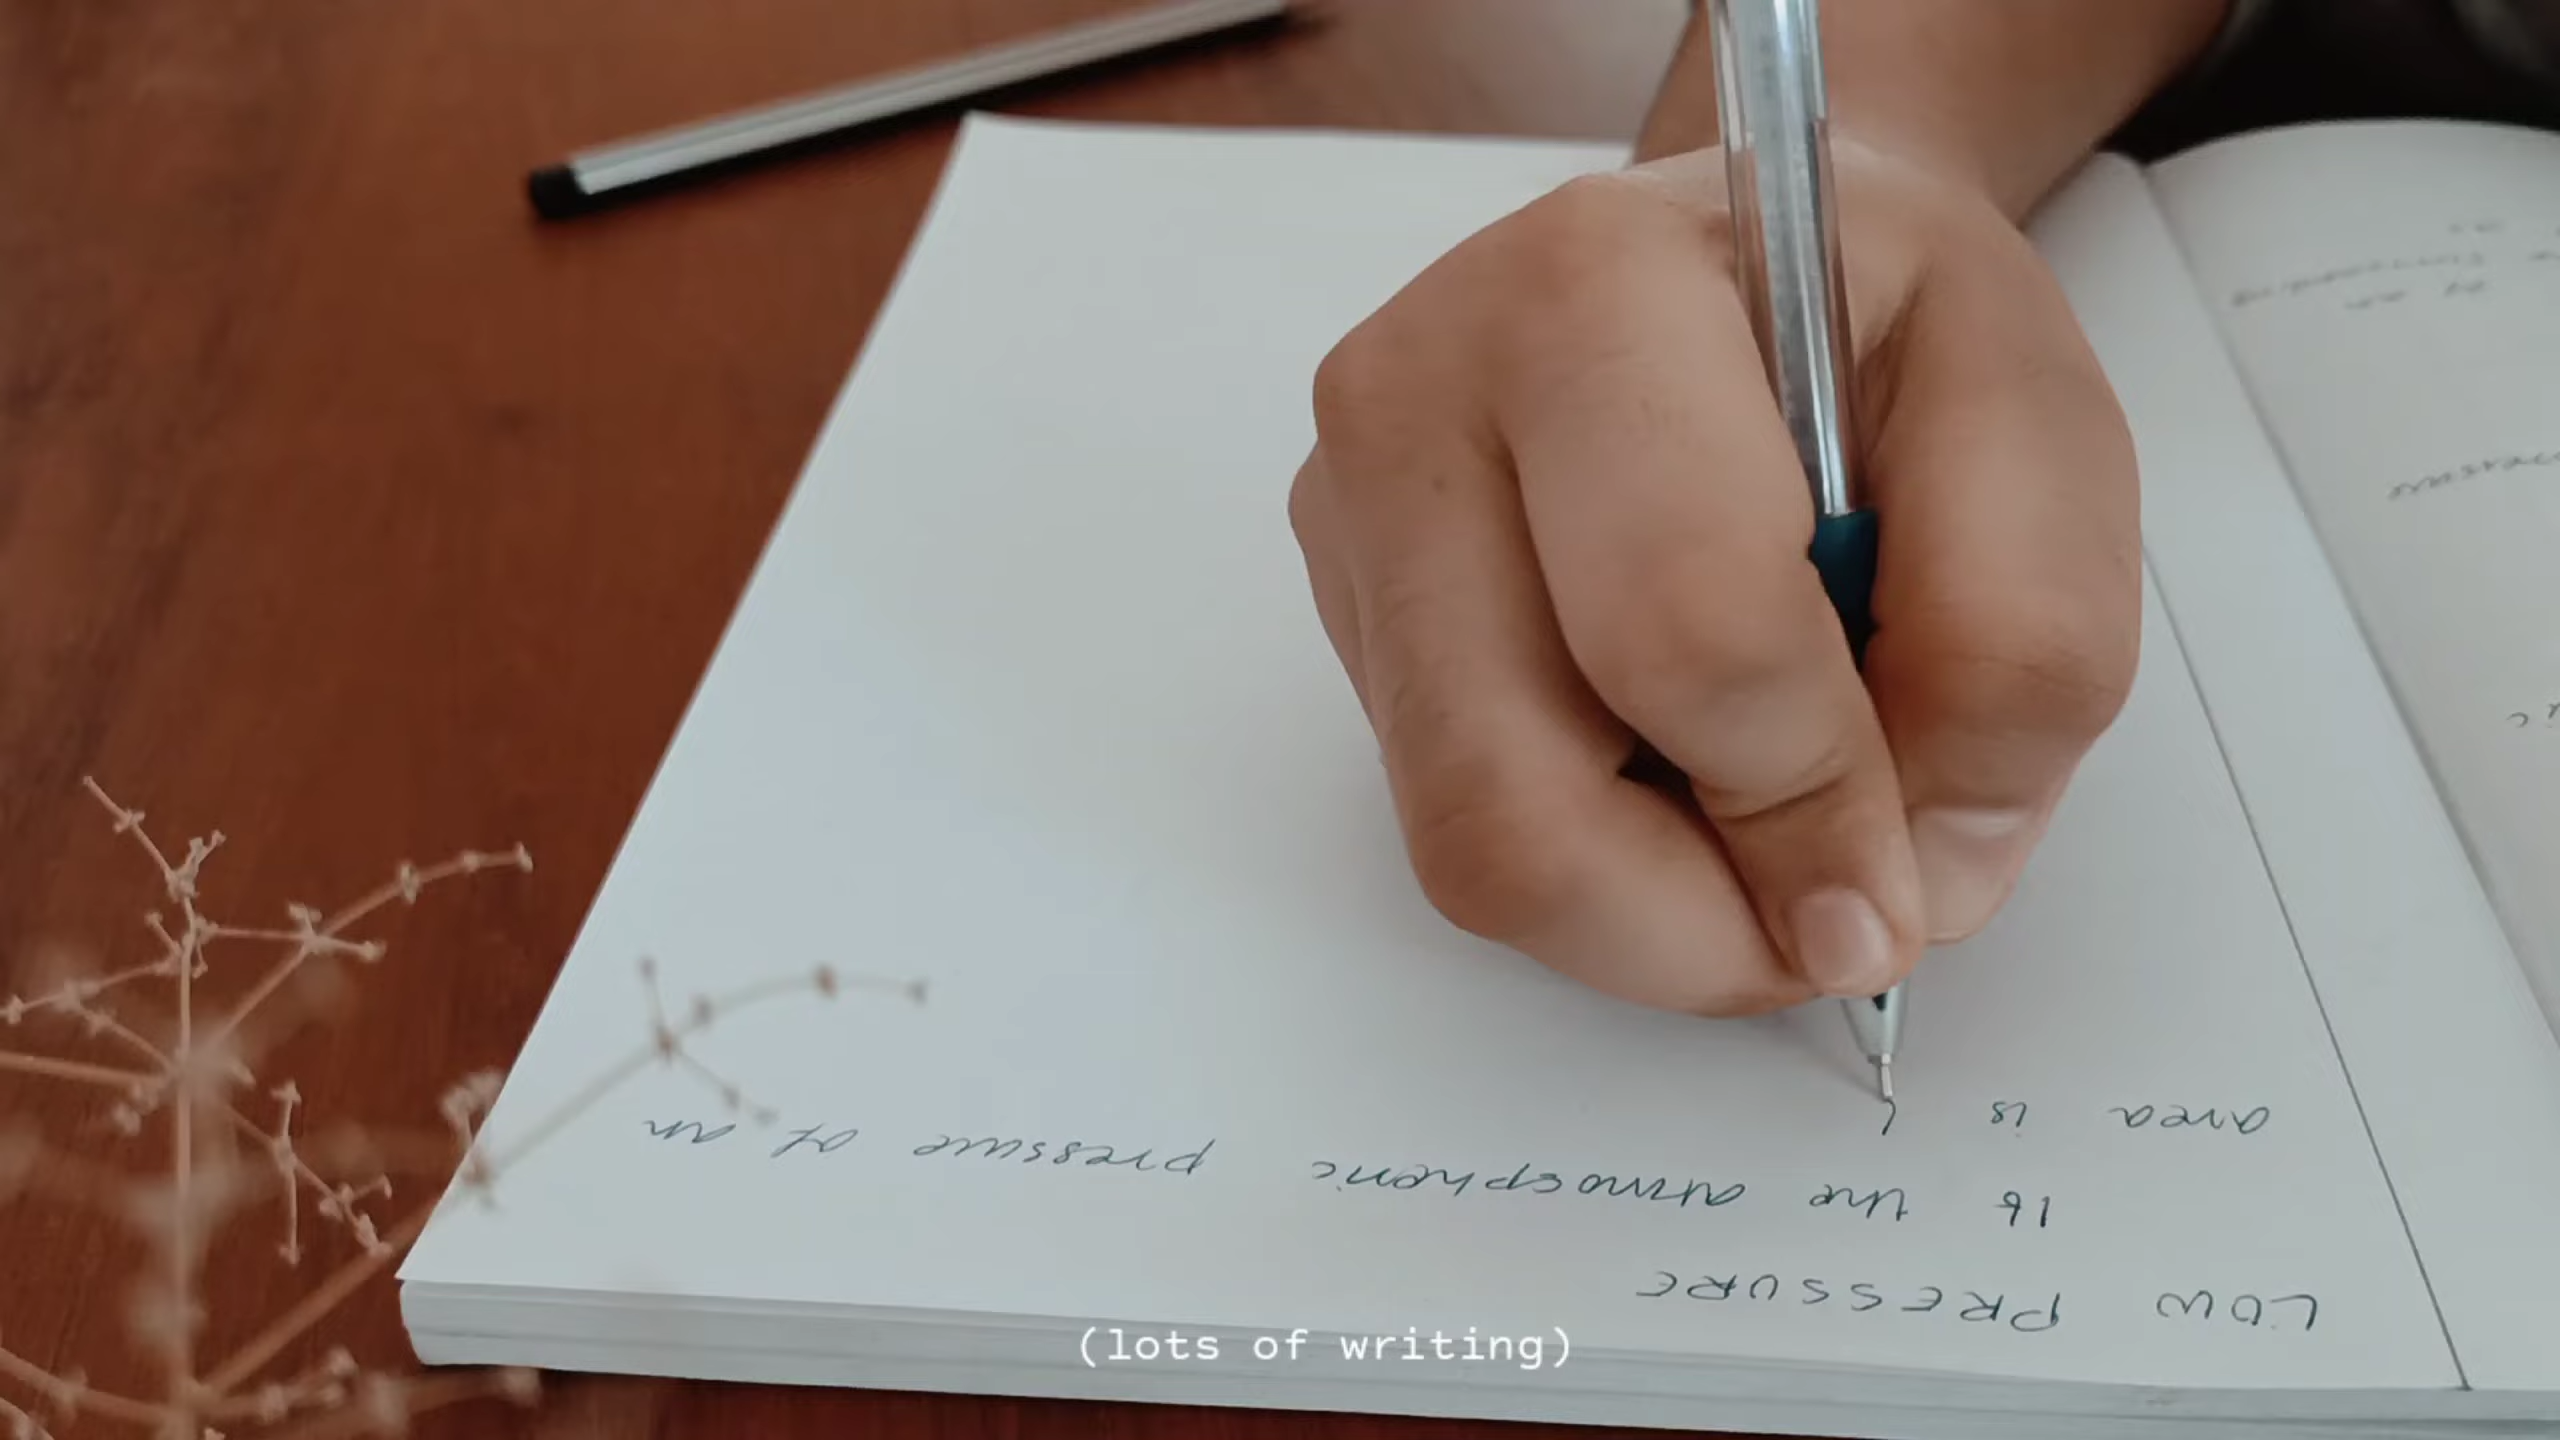 LOW PRESSURE
IS the atmospheric pressure of an
area is
(lots of writing)